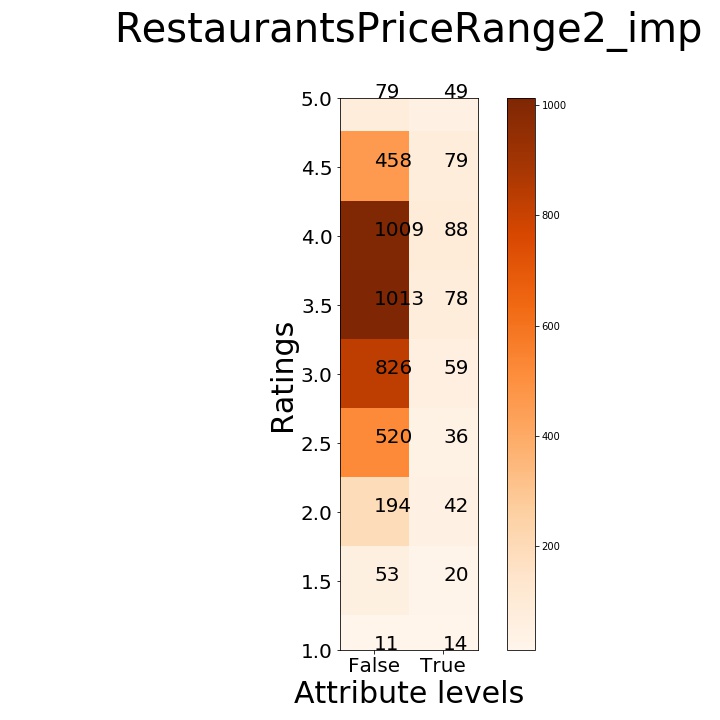 RestaurantsPriceRange2_imp
5.0 79 49
1000
4.5 458 79
800
4.0 1009 88
3.5 1013 78
600
Ratings
3.0 826 59
400
2.5 520 36
2.0 194 42
200
1.5 53 20
1.0 11 14
False True
Attribute levels